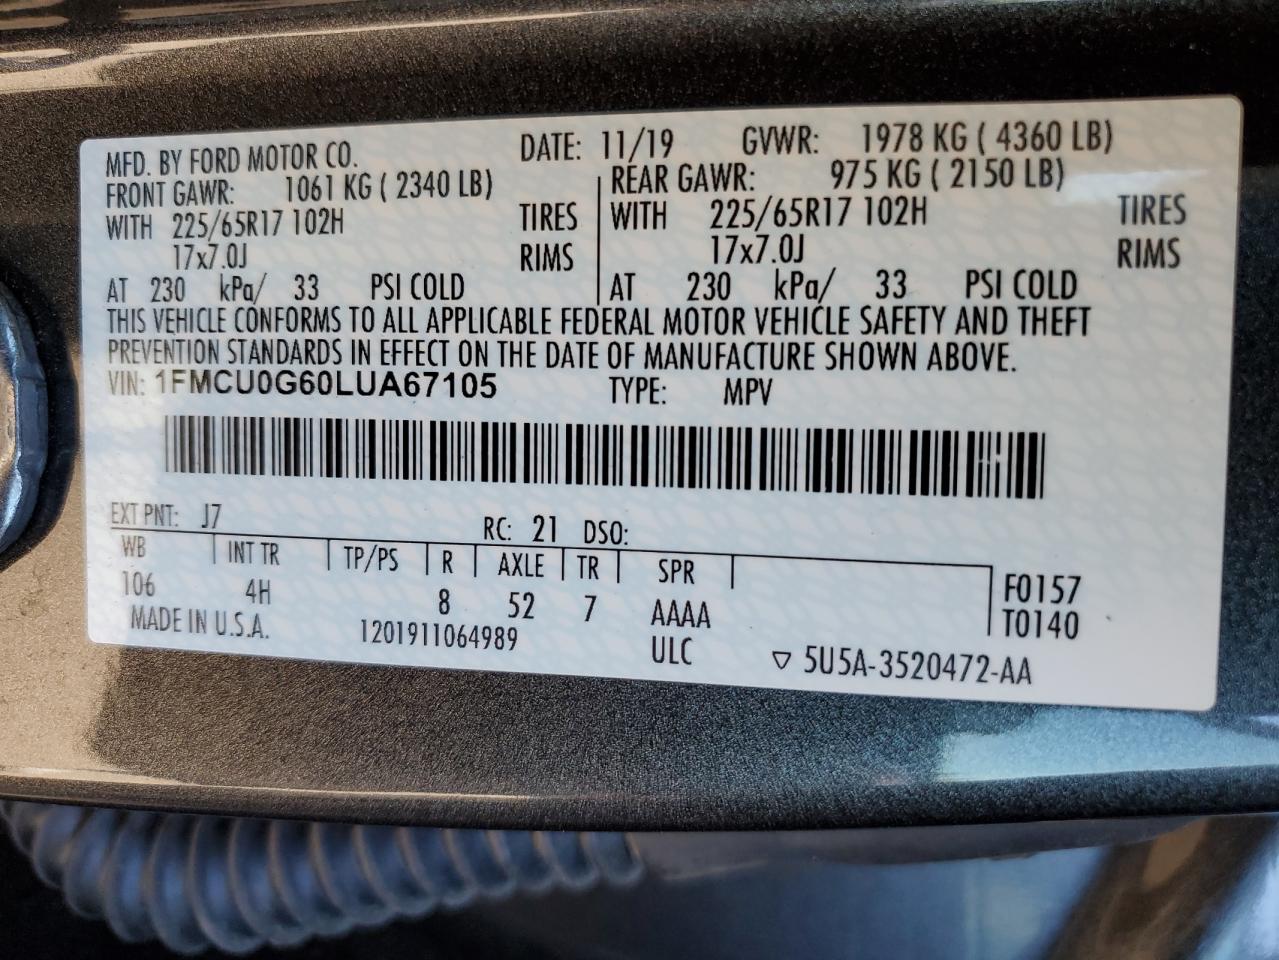 MFD. BY FORD MOTOR CO. DATE: 11/19 GVWR: 1978 KG ( 4360 LB)
FRONT GAWR: 1061 KG ( 2340 LB) REAR GAWR: 975 KG ( 2150 LB)
WITH 225/65R17 102H TIRES WITH 225/65R17 102H TIRES
17x7.0J RIMS 17x7.0J RIMS
AT 230 kPa/ 33 PSI COLD AT 230 kPa/ 33 PSI COLD
THIS VEHICLE CONFORMS TO ALL APPLICABLE FEDERAL MOTOR VEHICLE SAFETY AND THEFT
PREVENTION STANDARDS IN EFFECT ON THE DATE OF MANUFACTURE SHOWN ABOVE.
VIN: 1FMCU0G60LUA67105 TYPE: MPV
EXT PNT: J7 RC: 21 DSO:
WB INT TR TP/PS R AXLE TR SPR
106 4H 8 52 7 AAAA F0157
T0140
MADE IN U.S.A. 1201911064989 ULC ▽ 5U5A-3520472-AA